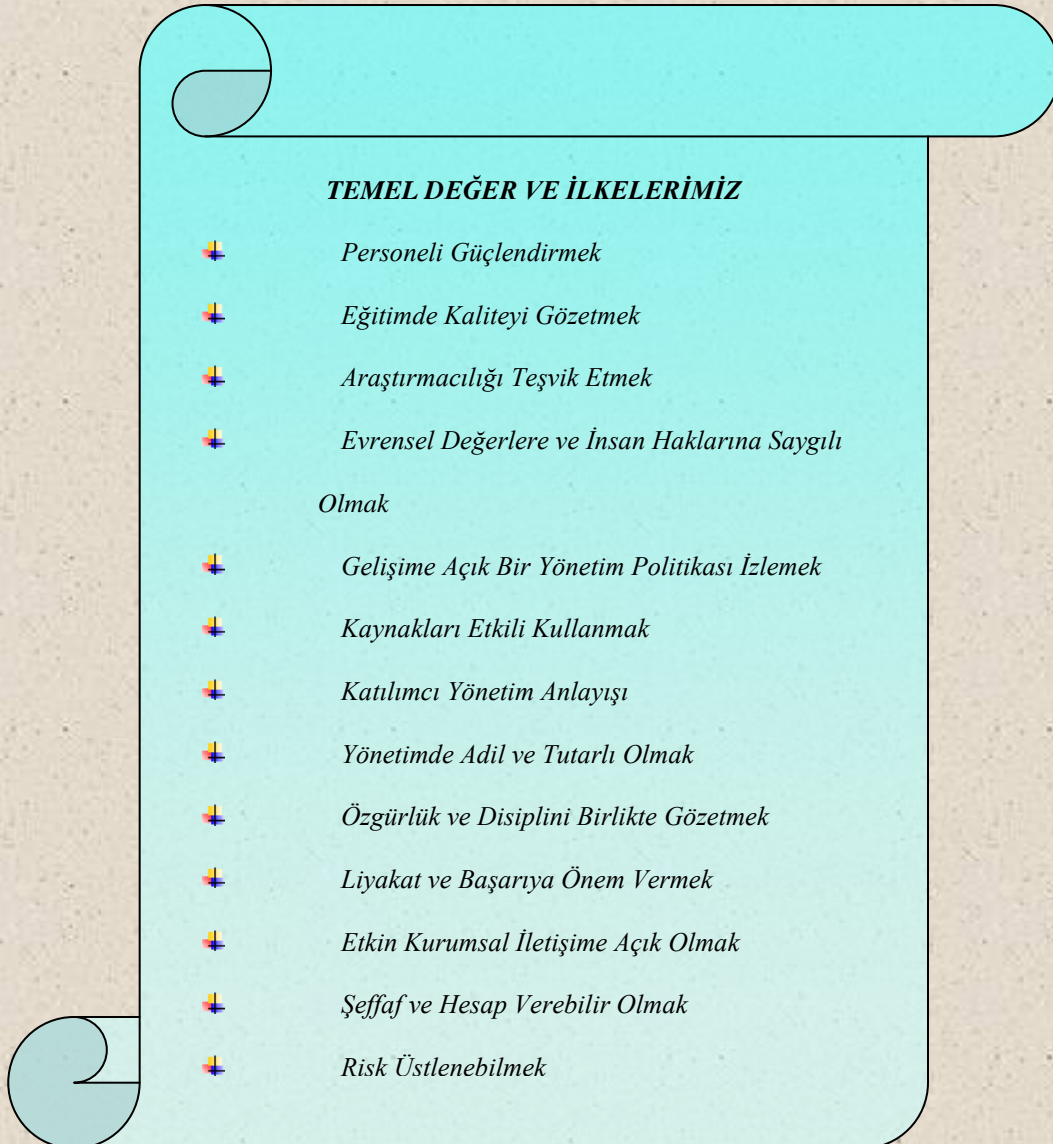 TEMEL DEĞER VE İLKELERİMİZ
Personeli Güçlendirmek
Eğitimde Kaliteyi Gözetmek
Araştırmacılığı Teşvik Etmek
Evrensel Değerlere ve İnsan Haklarına Saygılı
Olmak
Gelişime Açık Bir Yönetim Politikası İzlemek
Kaynakları Etkili Kullanmak
Katılımcı Yönetim Anlayışı
Yönetimde Adil ve Tutarlı Olmak
Özgürlük ve Disiplini Birlikte Gözetmek
Liyakat ve Başarıya Önem Vermek
Etkin Kurumsal İletişime Açık Olmak
Şeffaf ve Hesap Verebilir Olmak
Risk Üstlenebilmek